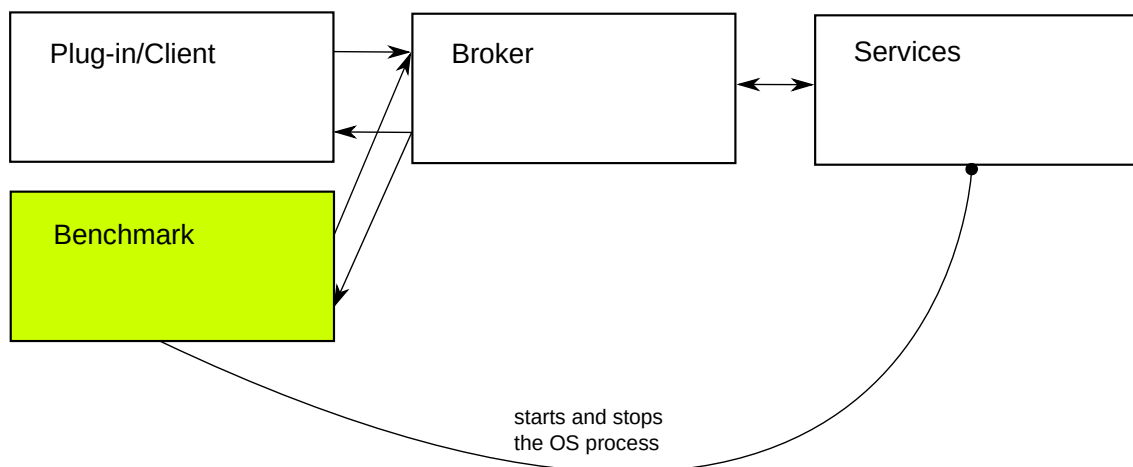 Plug-in/Client
Broker
Services
Benchmark
starts and stops
the OS process